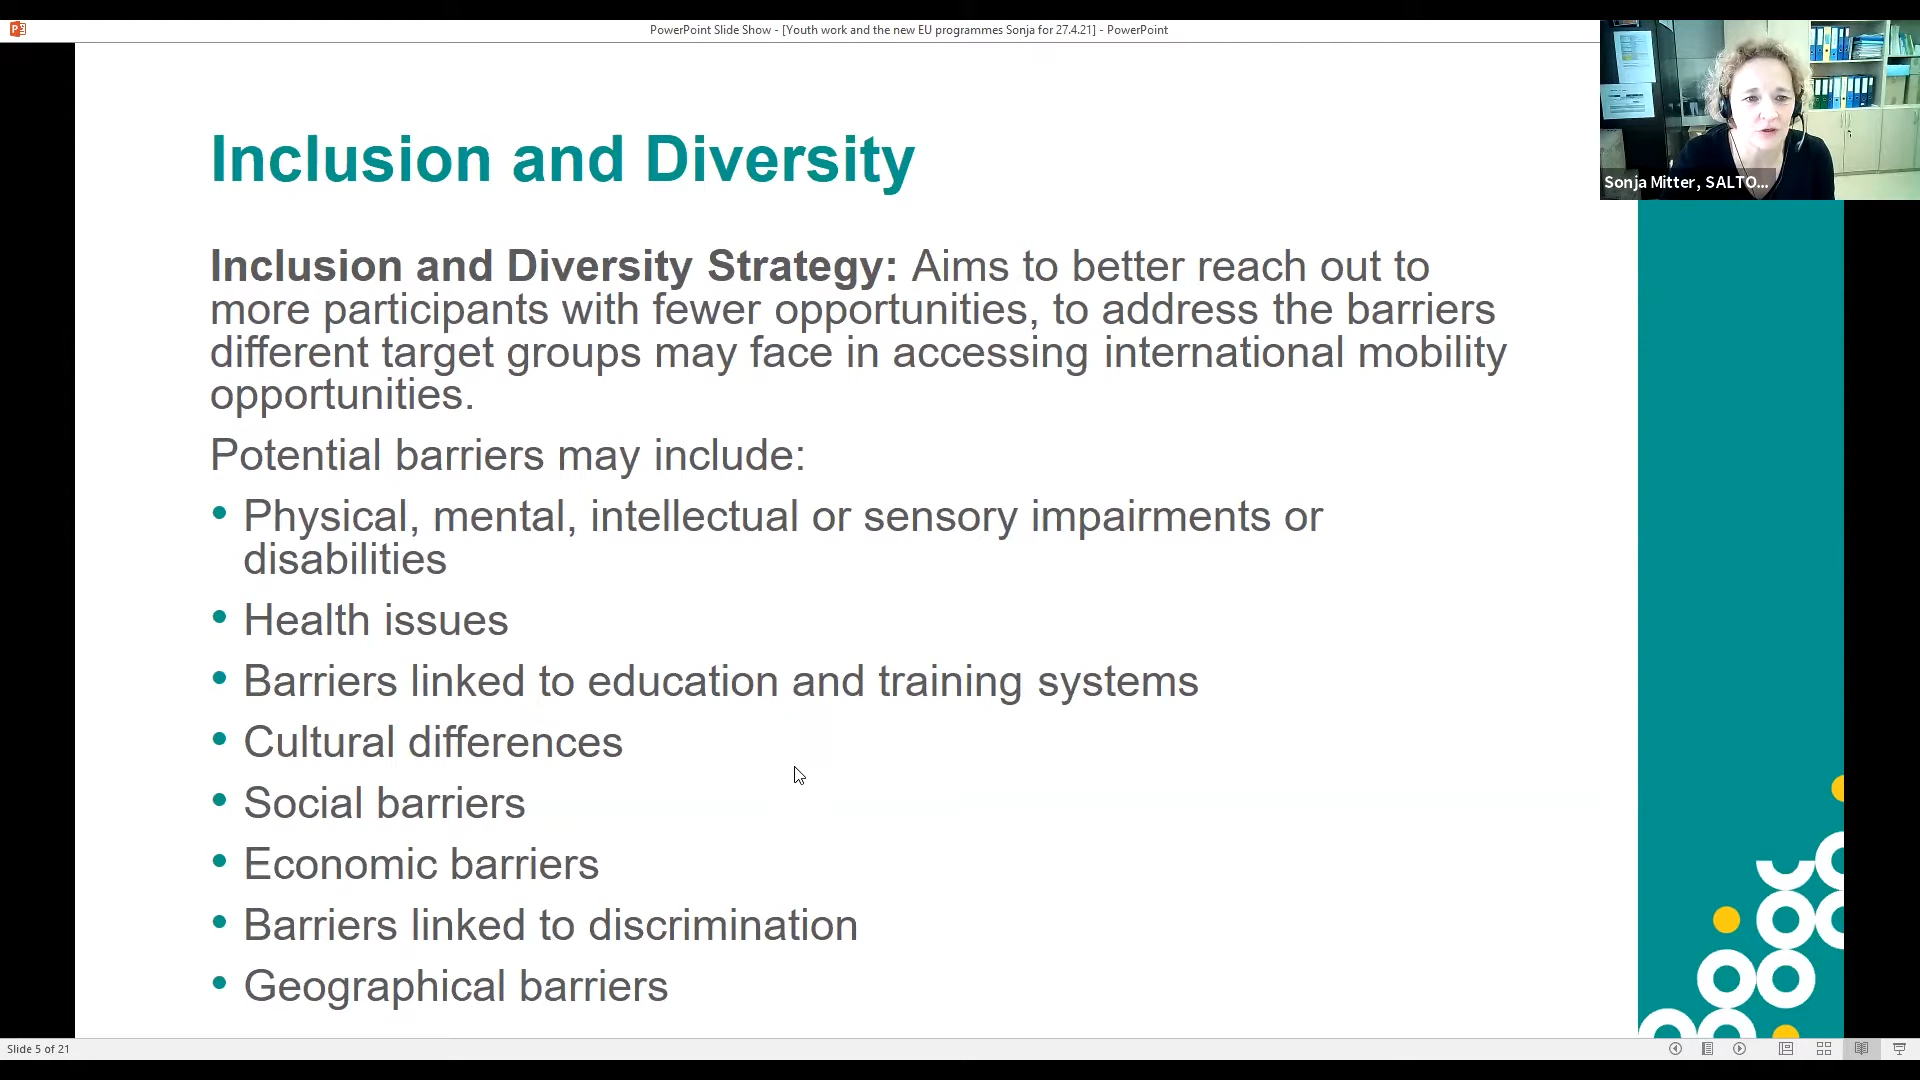 PowerPoint Slide Show - [Youth work and the new EU programmes Sonja for 27.4.21] - PowerPoint
Sonja Mitter, SALTO...
Inclusion and Diversity
Inclusion and Diversity Strategy: Aims to better reach out to
more participants with fewer opportunities, to address the barriers
different target groups may face in accessing international mobility
opportunities.
Potential barriers may include:
• Physical, mental, intellectual or sensory impairments or
disabilities
• Health issues
• Barriers linked to education and training systems
• Cultural differences
• Social barriers
• Economic barriers
• Barriers linked to discrimination
• Geographical barriers
Slide 5 of 21